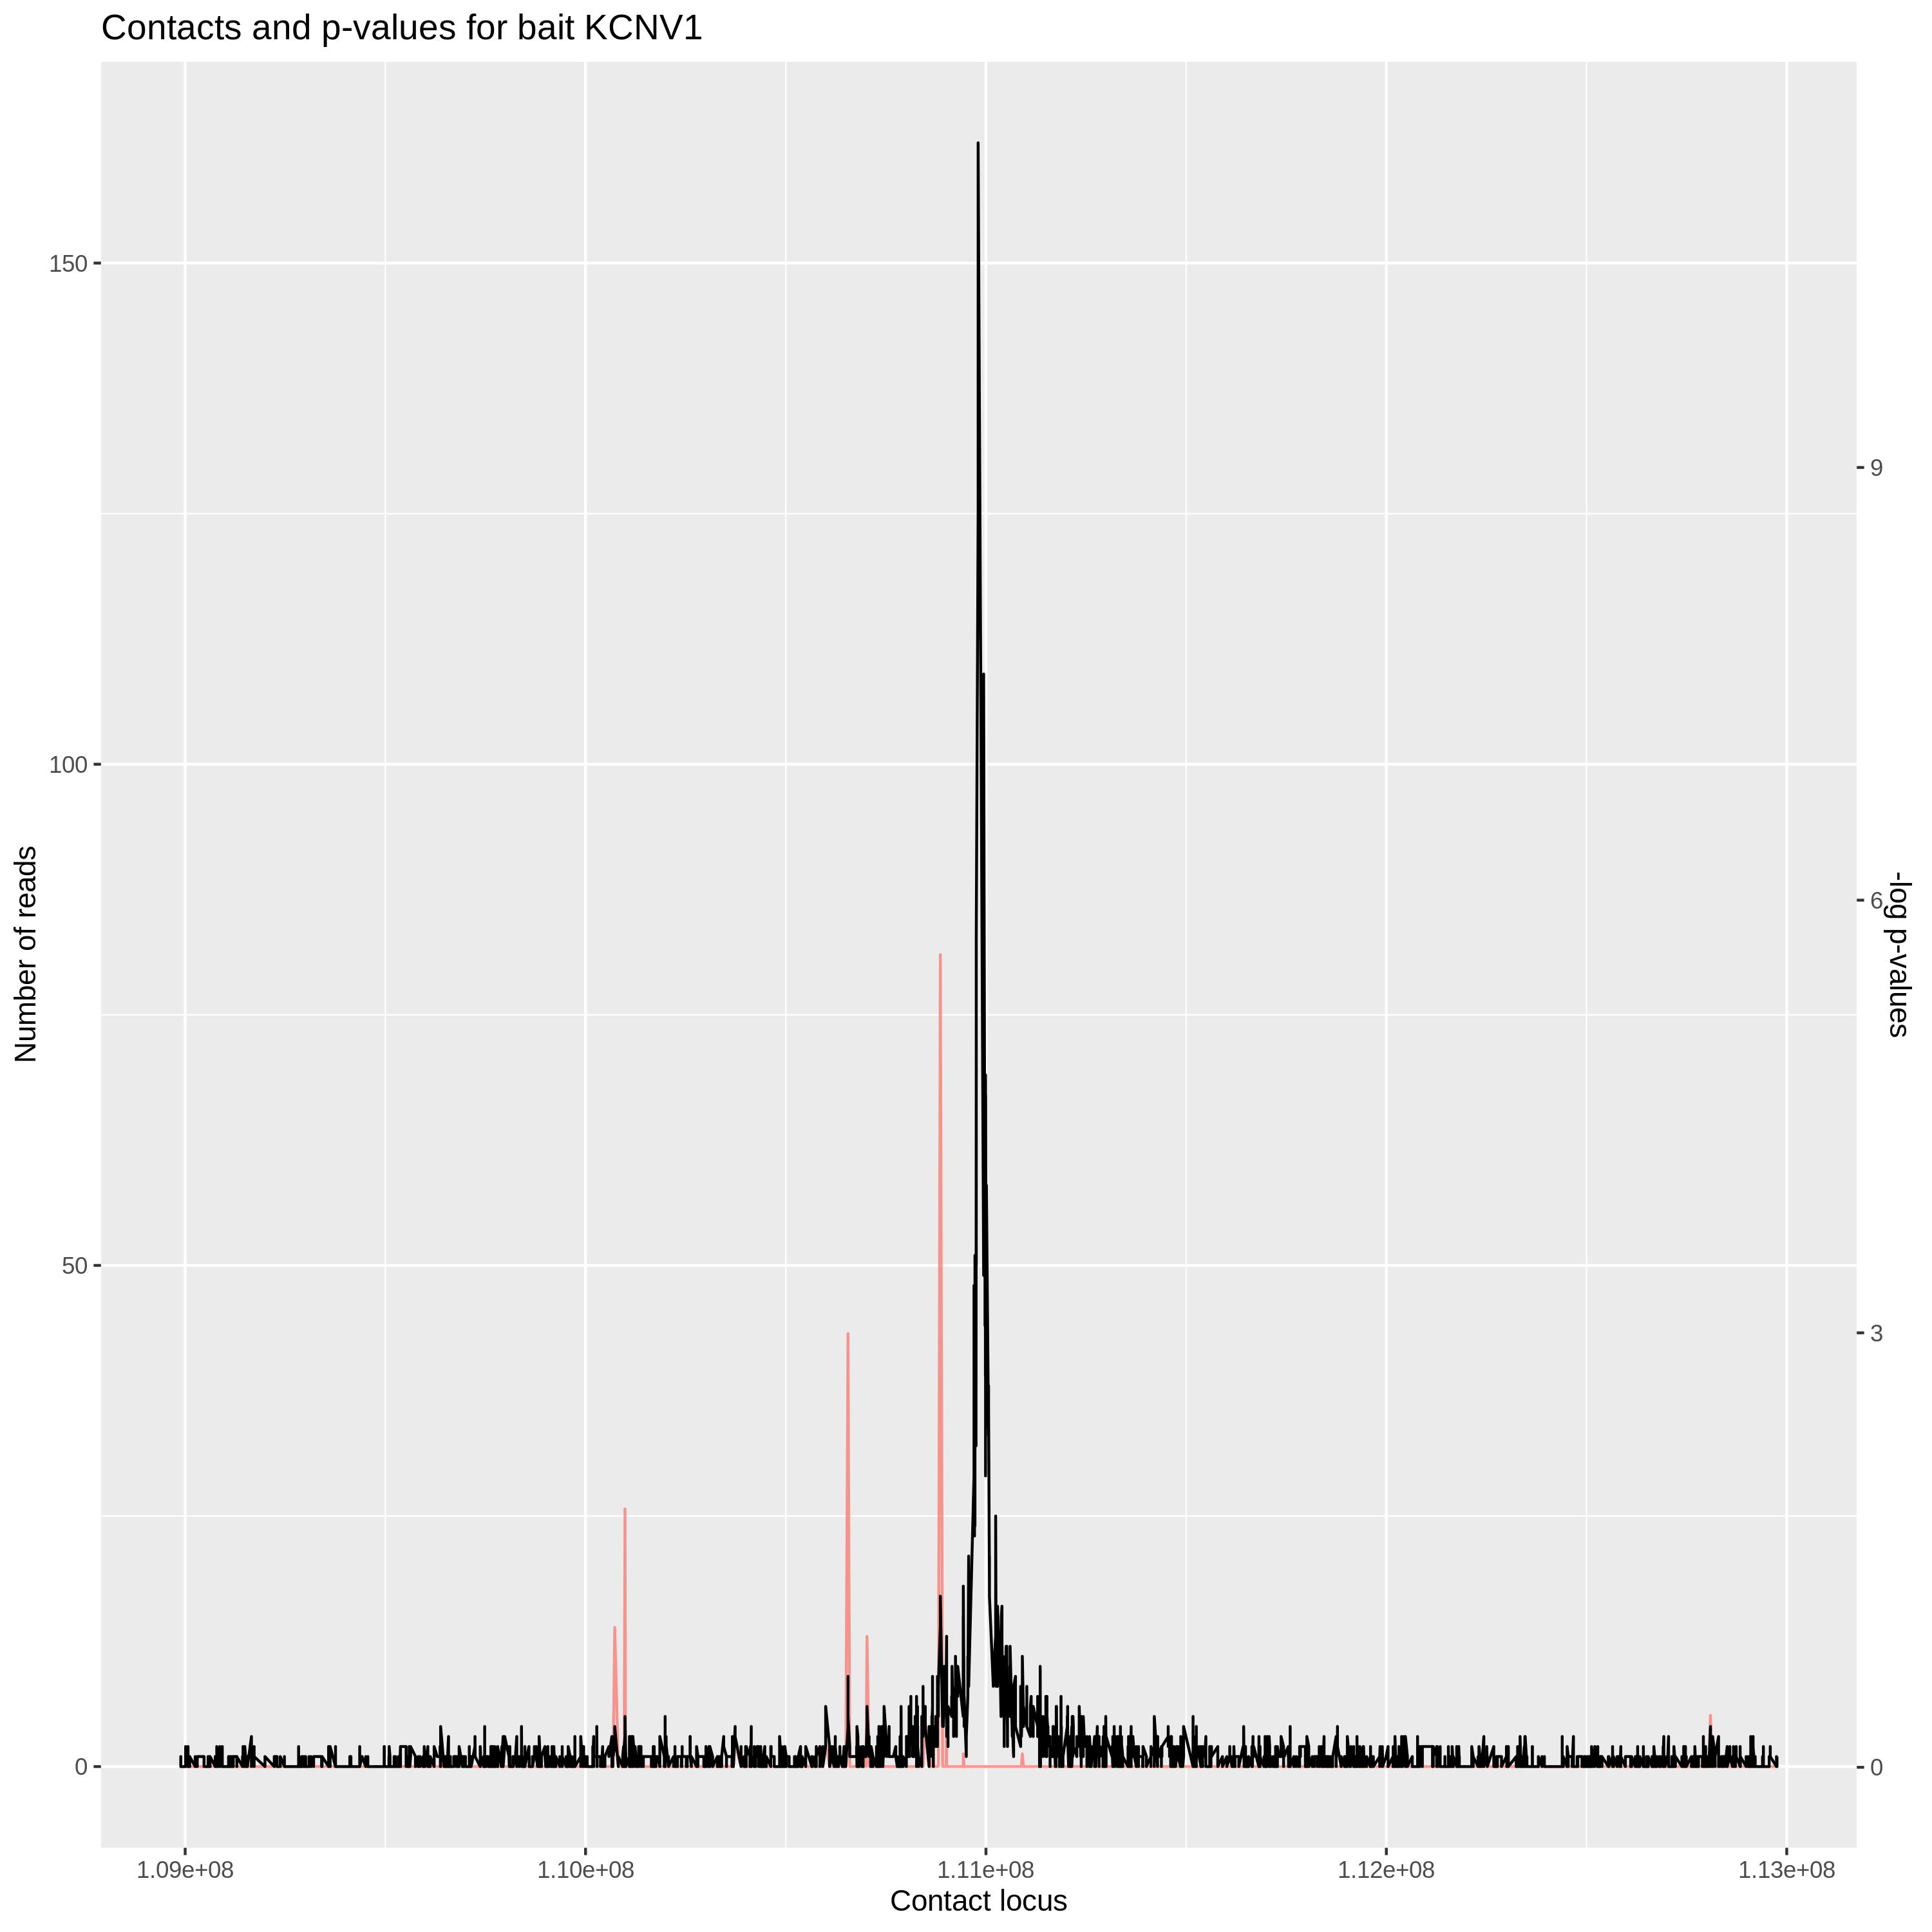 Contacts and p-values for bait KCNV1
Number of reads
150
100
50
0
9
6
3
0
-log p-values
1.09e+08
1.10e+08
1.11e+08
1.12e+08
1.13e+08
Contact locus